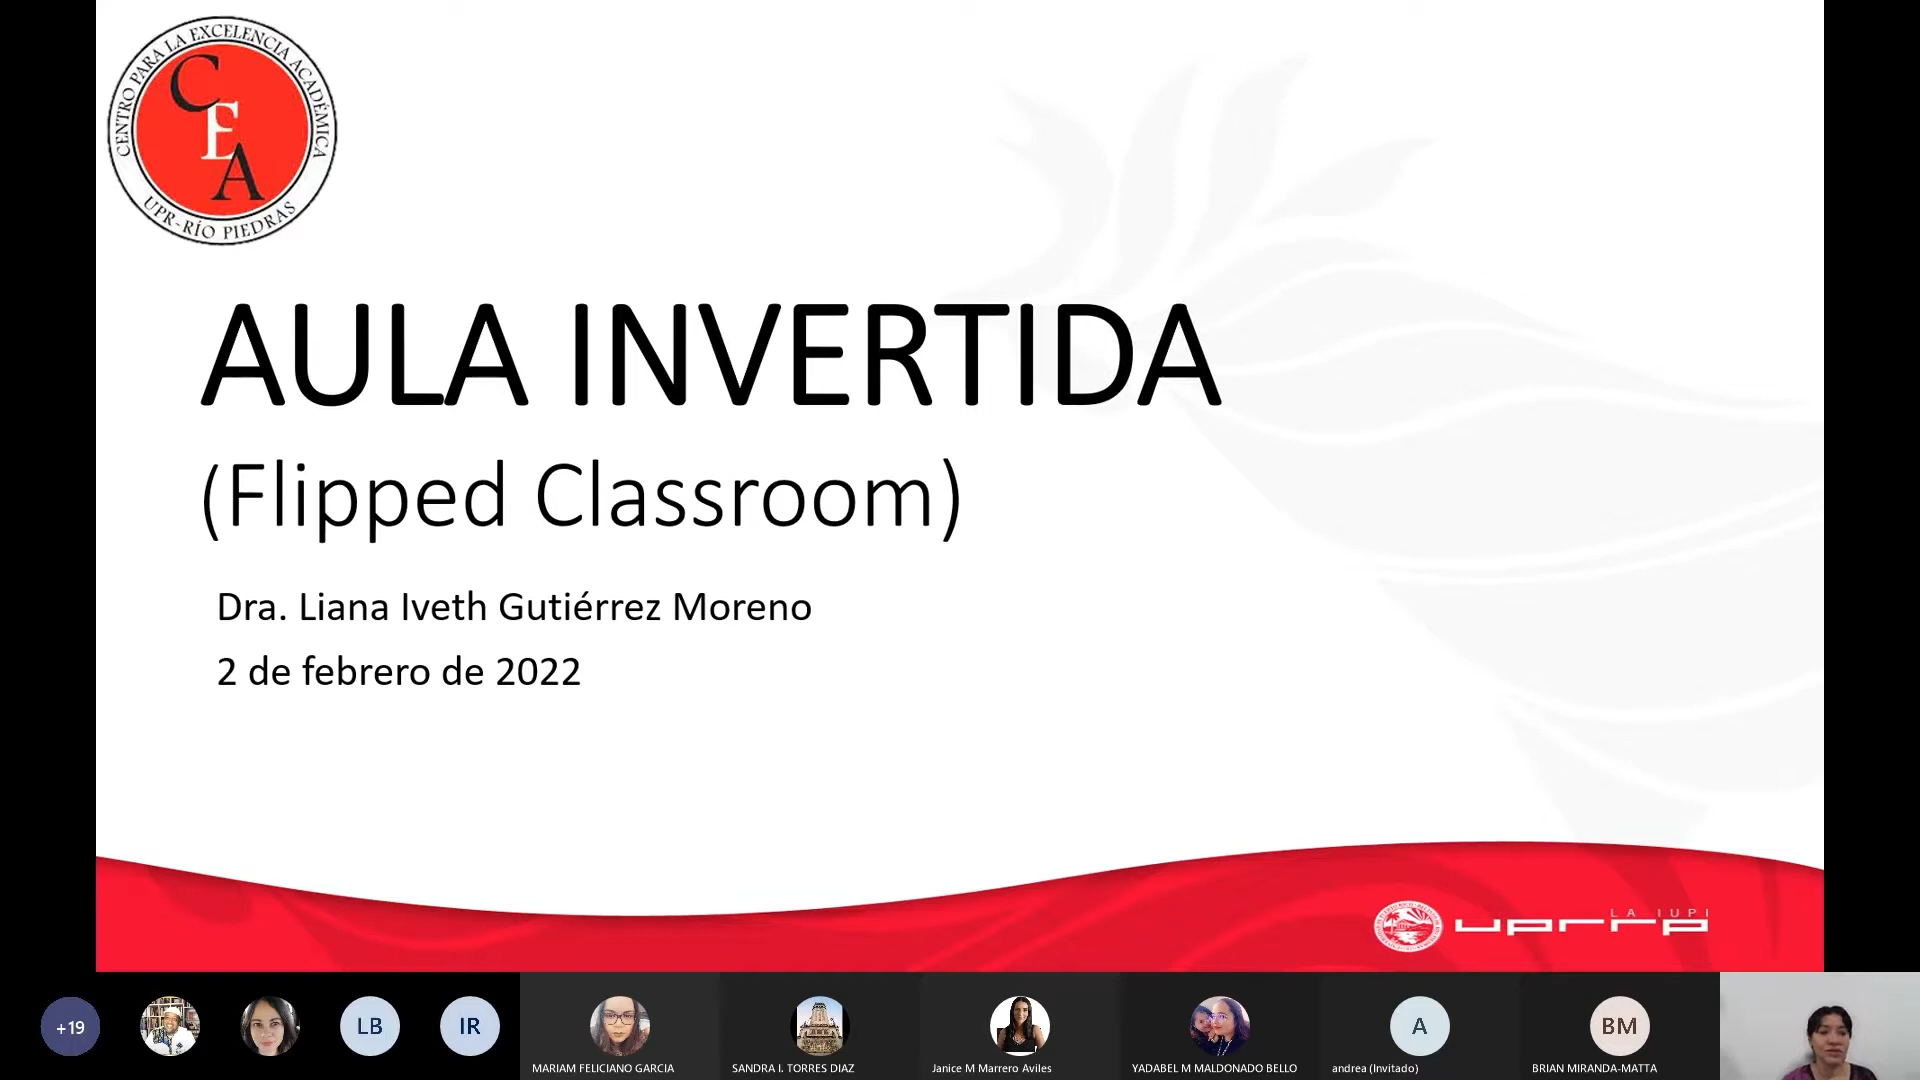 CENTRO PARA LA EXCELENCIA ACADÉMICA
CEA
UPR-RÍO PIEDRAS
AULA INVERTIDA
(Flipped Classroom)
Dra. Liana Iveth Gutiérrez Moreno
2 de febrero de 2022
LA IUPI
uprrp
+19
LB
IR
A
BM
MARIAM FELICIANO GARCIA
SANDRA I. TORRES DIAZ
Janice M Marrero Aviles
YADABEL M MALDONADO BELLO
andrea (Invitado)
BRIAN MIRANDA-MATTA